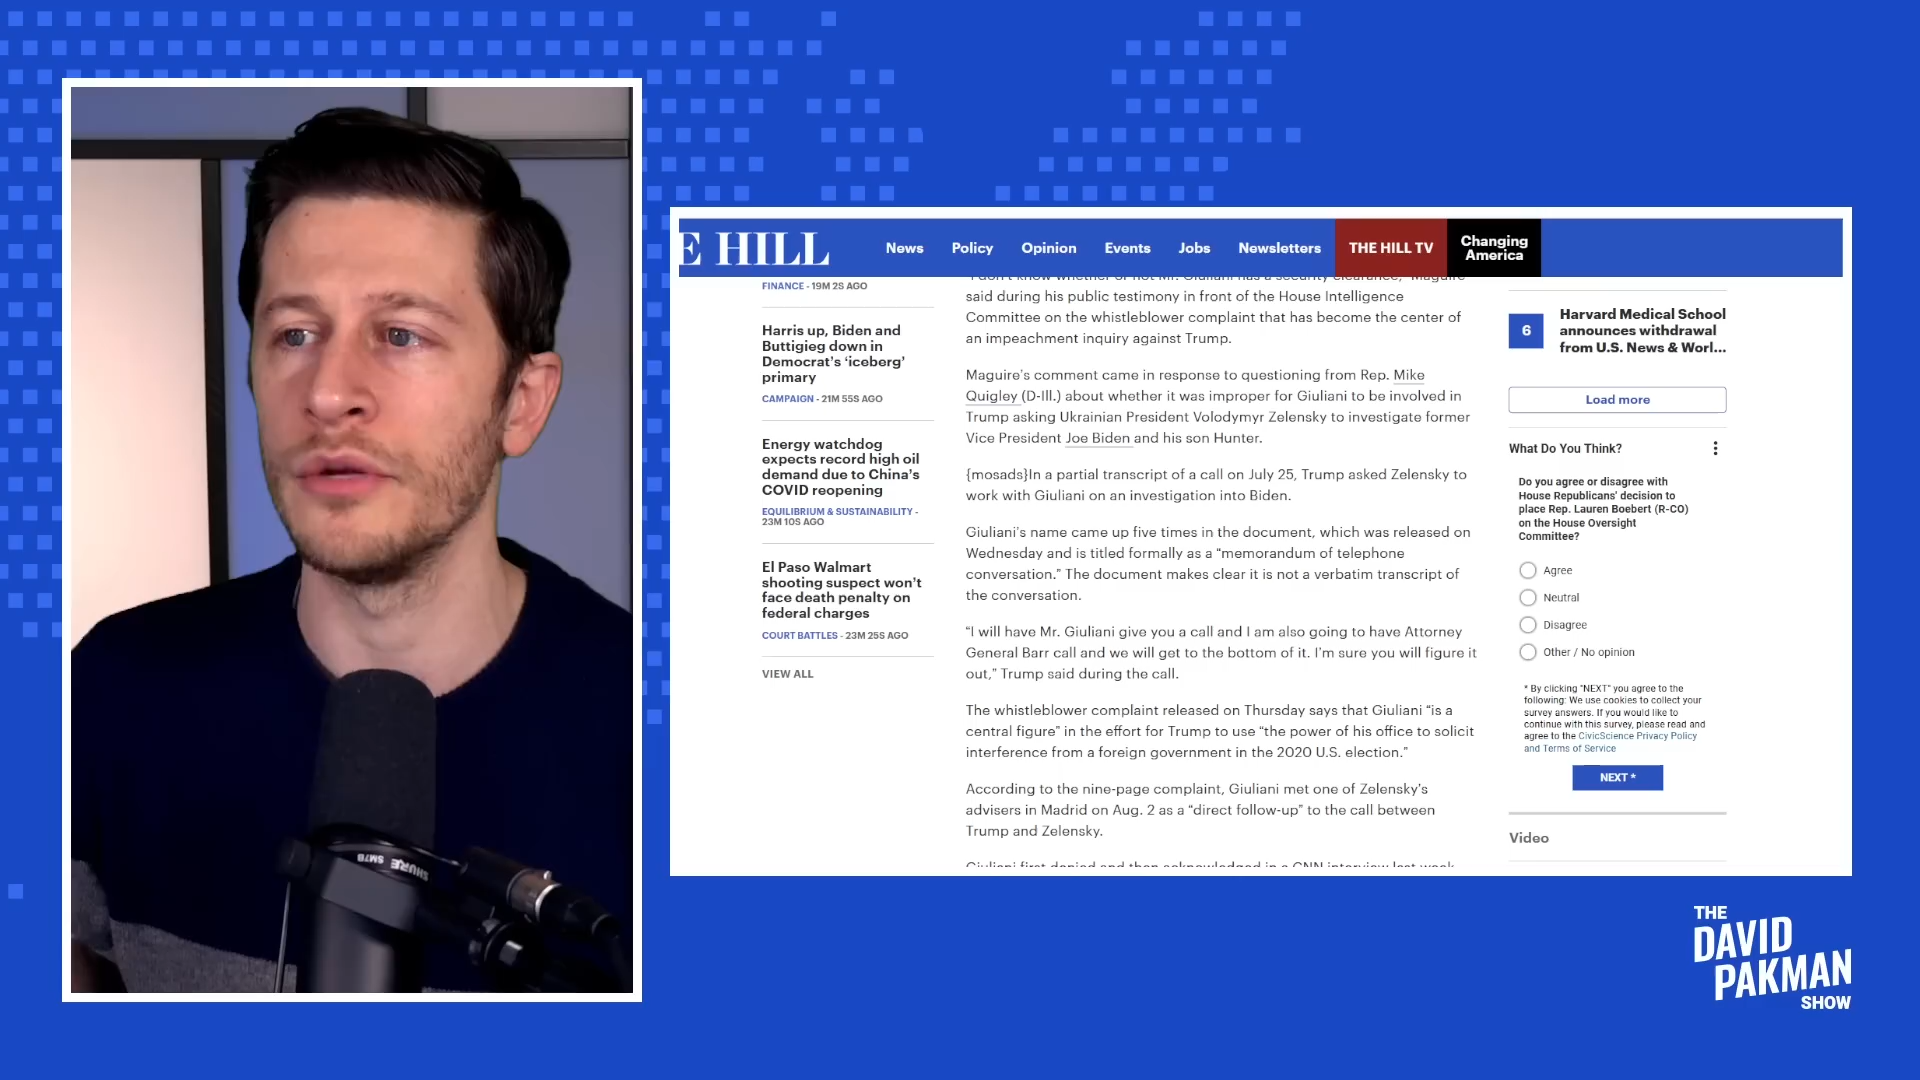 E HILL
News
Policy
Opinion
Events
Jobs
Newsletters
THE HILL TV
Changing
America
FINANCE - 19M 2S AGO
Harris up, Biden and
Buttigieg down in
Democrat's ‘iceberg’
primary
CAMPAIGN - 21M 55S AGO
Energy watchdog
expects record high oil
demand due to China's
COVID reopening
EQUILIBRIUM & SUSTAINABILITY -
23M 10S AGO
El Paso Walmart
shooting suspect won't
face death penalty on
federal charges
COURT BATTLES - 23M 25S AGO
VIEW ALL
“I don't know whether or not Mr. Giuliani has a security clearance,” Maguire
said during his public testimony in front of the House Intelligence
Committee on the whistleblower complaint that has become the center of
an impeachment inquiry against Trump.
Maguire's comment came in response to questioning from Rep. Mike
Quigley (D-Ill.) about whether it was improper for Giuliani to be involved in
Trump asking Ukrainian President Volodymyr Zelensky to investigate former
Vice President Joe Biden and his son Hunter.
{mosads}In a partial transcript of a call on July 25, Trump asked Zelensky to
work with Giuliani on an investigation into Biden.
Giuliani's name came up five times in the document, which was released on
Wednesday and is titled formally as a “memorandum of telephone
conversation.” The document makes clear it is not a verbatim transcript of
the conversation.
“I will have Mr. Giuliani give you a call and I am also going to have Attorney
General Barr call and we will get to the bottom of it. I'm sure you will figure it
out,” Trump said during the call.
The whistleblower complaint released on Thursday says that Giuliani “is a
central figure” in the effort for Trump to use “the power of his office to solicit
interference from a foreign government in the 2020 U.S. election.”
According to the nine-page complaint, Giuliani met one of Zelensky's
advisers in Madrid on Aug. 2 as a “direct follow-up” to the call between
Trump and Zelensky.
Giuliani first denied and then acknowledged in a CNN interview last week
6
Harvard Medical School
announces withdrawal
from U.S. News & Worl...
Load more
What Do You Think?
Do you agree or disagree with
House Republicans' decision to
place Rep. Lauren Boebert (R-CO)
on the House Oversight
Committee?
Agree
Neutral
Disagree
Other / No opinion
* By clicking "NEXT" you agree to the
following: We use cookies to collect your
survey answers. If you would like to
continue with this survey, please read and
agree to the CivicScience Privacy Policy
and Terms of Service
NEXT *
Video
SHURE SM7B
THE
DAVID
PAKMAN
SHOW